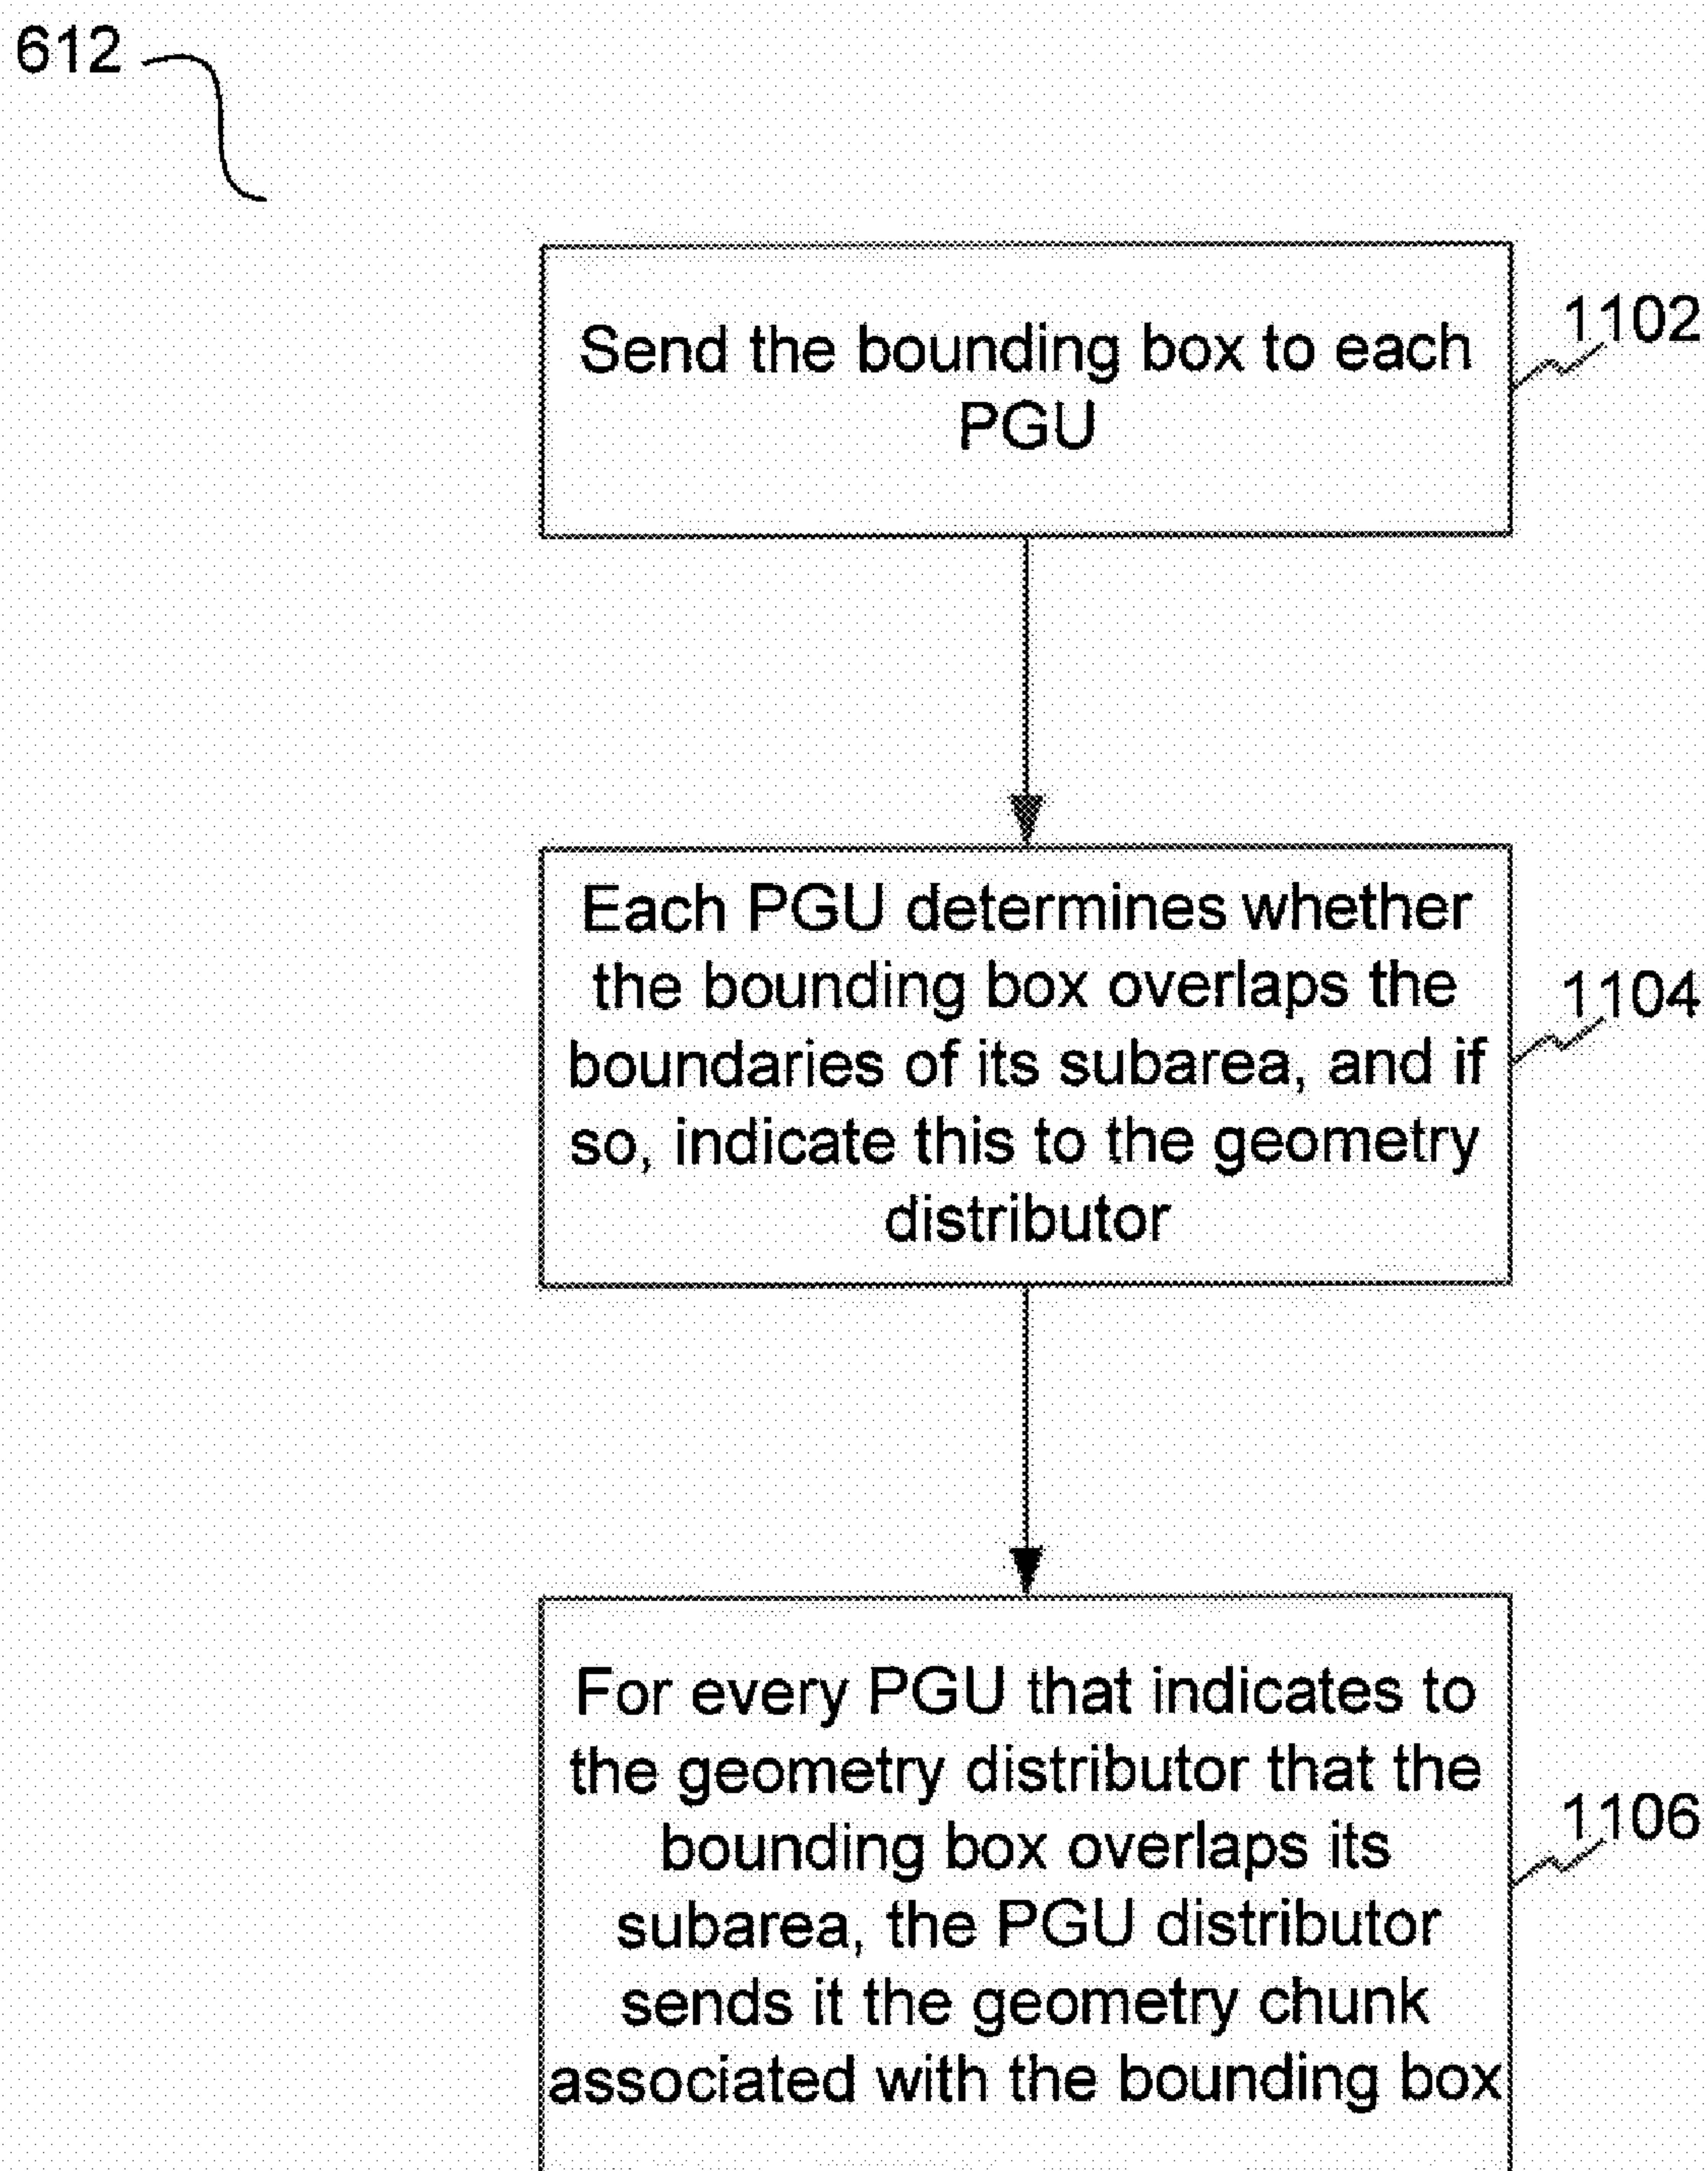 612
Send the bounding box to each
PGU
1102
Each PGU determines whether
the bounding box overlaps the
boundaries of its subarea, and if
so, indicate this to the geometry
distributor
1104
For every PGU that indicates to
the geometry distributor that the
bounding box overlaps its
subarea, the PGU distributor
sends it the geometry chunk
associated with the bounding box
1106